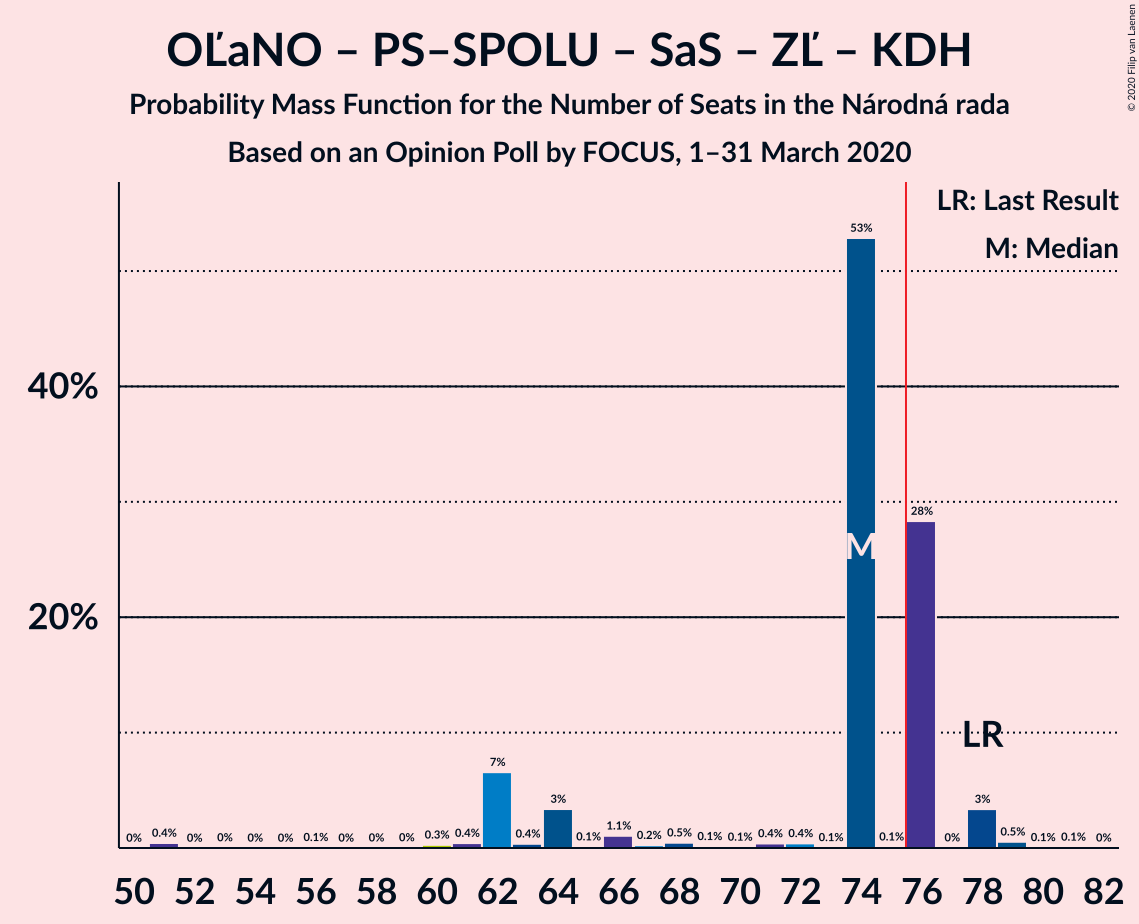 OĽaNO – PS–SPOLU – SaS – ZĽ – KDH
Probability Mass Function for the Number of Seats in the Národná rada
Based on an Opinion Poll by FOCUS, 1–31 March 2020
© 2020 Filip van Laenen
LR: Last Result
M: Median
40%
20%
0% 0.4% 0% 0% 0% 0% 0.1% 0% 0% 0% 0.3% 0.4% 7% 0.4% 3% 0.1% 1.1% 0.2% 0.5% 0.1% 0.1% 0.4% 0.4% 0.1% 53% 0.1% 28% 0% 3% 0.5% 0.1% 0.1% 0%
M
LR
50 52 54 56 58 60 62 64 66 68 70 72 74 76 78 80 82